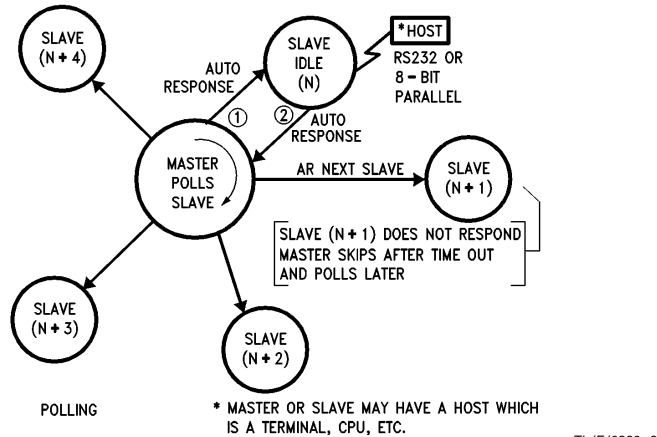 SLAVE
(N + 4)
SLAVE
IDLE
(N)
* HOST
RS232 OR
8 - BIT
PARALLEL
AUTO
RESPONSE
①
②
AUTO
RESPONSE
MASTER
POLLS
SLAVE
AR NEXT SLAVE
SLAVE
(N + 1)
SLAVE (N + 1) DOES NOT RESPOND
MASTER SKIPS AFTER TIME OUT
AND POLLS LATER
SLAVE
(N + 3)
SLAVE
(N + 2)
POLLING
* MASTER OR SLAVE MAY HAVE A HOST WHICH
IS A TERMINAL, CPU, ETC.